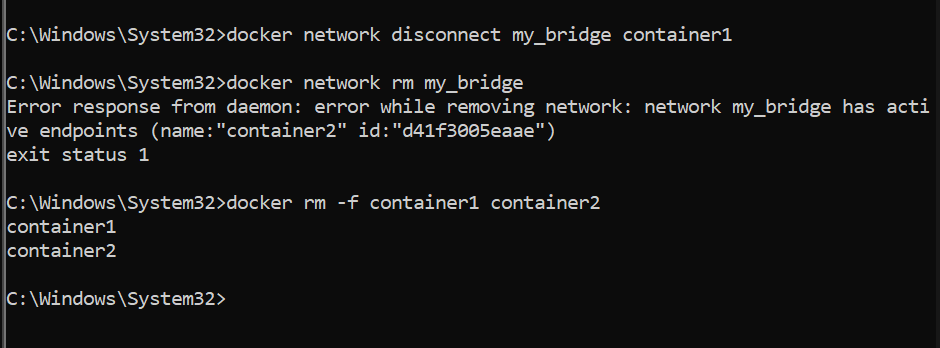 C:\Windows\System32>docker network disconnect my_bridge container1
C:\Windows\System32>docker network rm my_bridge
Error response from daemon: error while removing network: network my_bridge has acti
ve endpoints (name:"container2" id:"d41f3005eaae")
exit status 1
C:\Windows\System32>docker rm -f container1 container2
container1
container2
C:\Windows\System32>